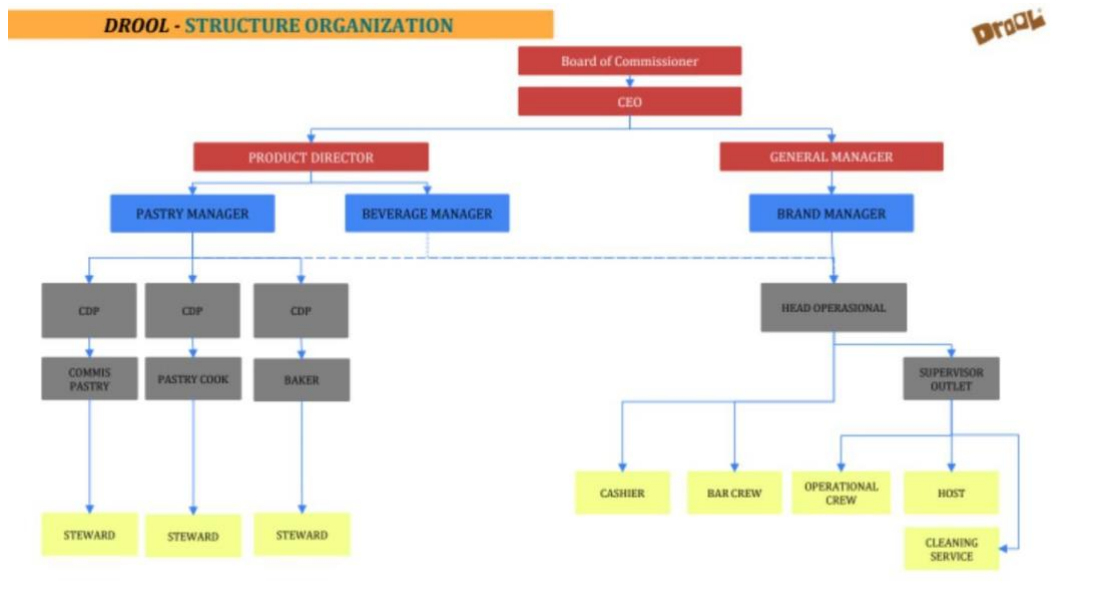 DROOL - STRUCTURE ORGANIZATION
DROOL
Board of Commissioner
CEO
PRODUCT DIRECTOR
GENERAL MANAGER
PASTRY MANAGER
BEVERAGE MANAGER
BRAND MANAGER
CDP
CDP
CDP
HEAD OPERASIONAL
COMMIS
PASTRY
PASTRY COOK
BAKER
SUPERVISOR
OUTLET
CASHIER
BAR CREW
OPERATIONAL
CREW
HOST
STEWARD
STEWARD
STEWARD
CLEANING
SERVICE